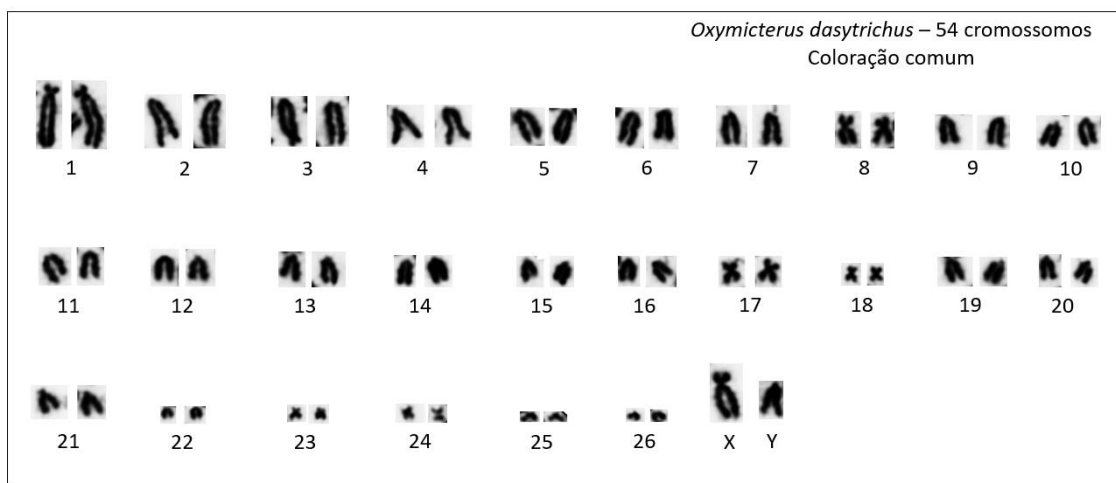 Oxymicterus dasytrichus – 54 cromossomos
Coloração comum
1 2 3 4 5 6 7 8 9 10
11 12 13 14 15 16 17 18 19 20
21 22 23 24 25 26 X Y